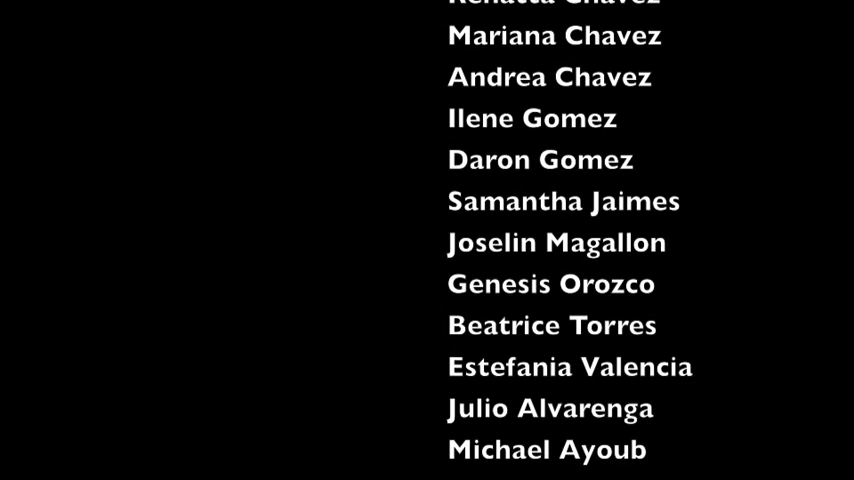 Chavez
Mariana Chavez
Andrea Chavez
Ilene Gomez
Daron Gomez
Samantha Jaimes
Joselin Magallon
Genesis Orozco
Beatrice Torres
Estefania Valencia
Julio Alvarenga
Michael Ayoub